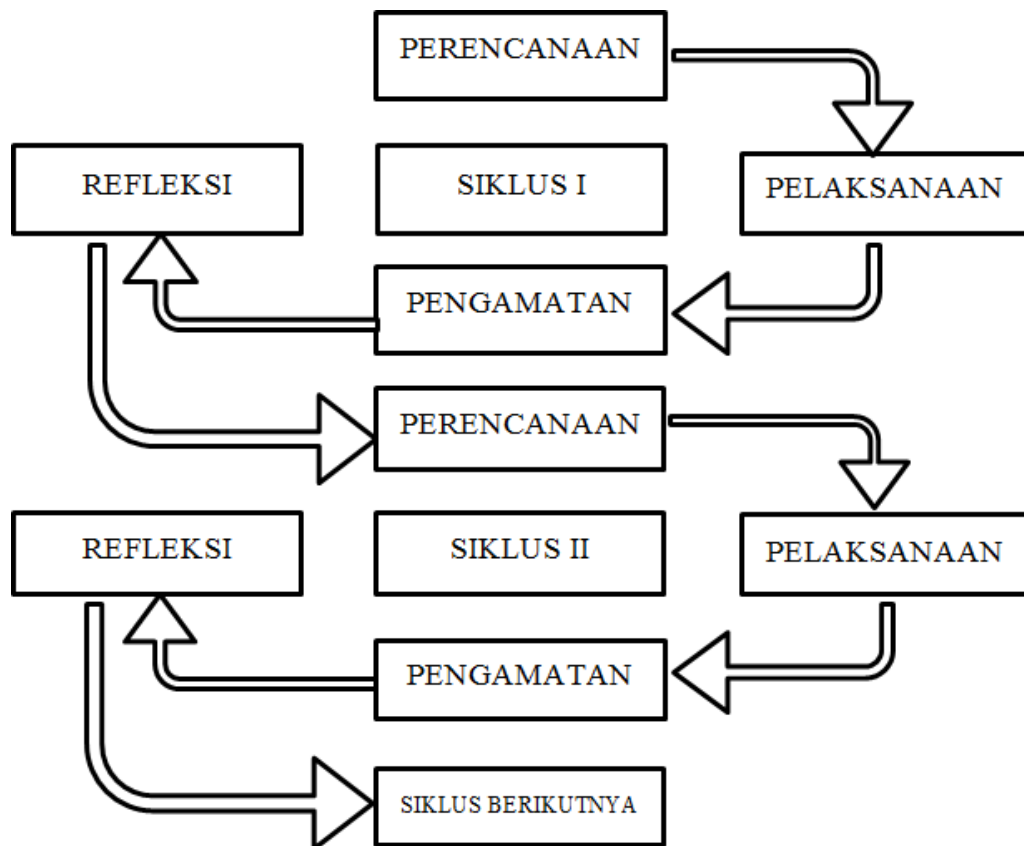 PERENCANAAN
REFLEKSI
SIKLUS I
PELAKSANAAN
PENGAMATAN
PERENCANAAN
REFLEKSI
SIKLUS II
PELAKSANAAN
PENGAMATAN
SIKLUS BERIKUTNYA